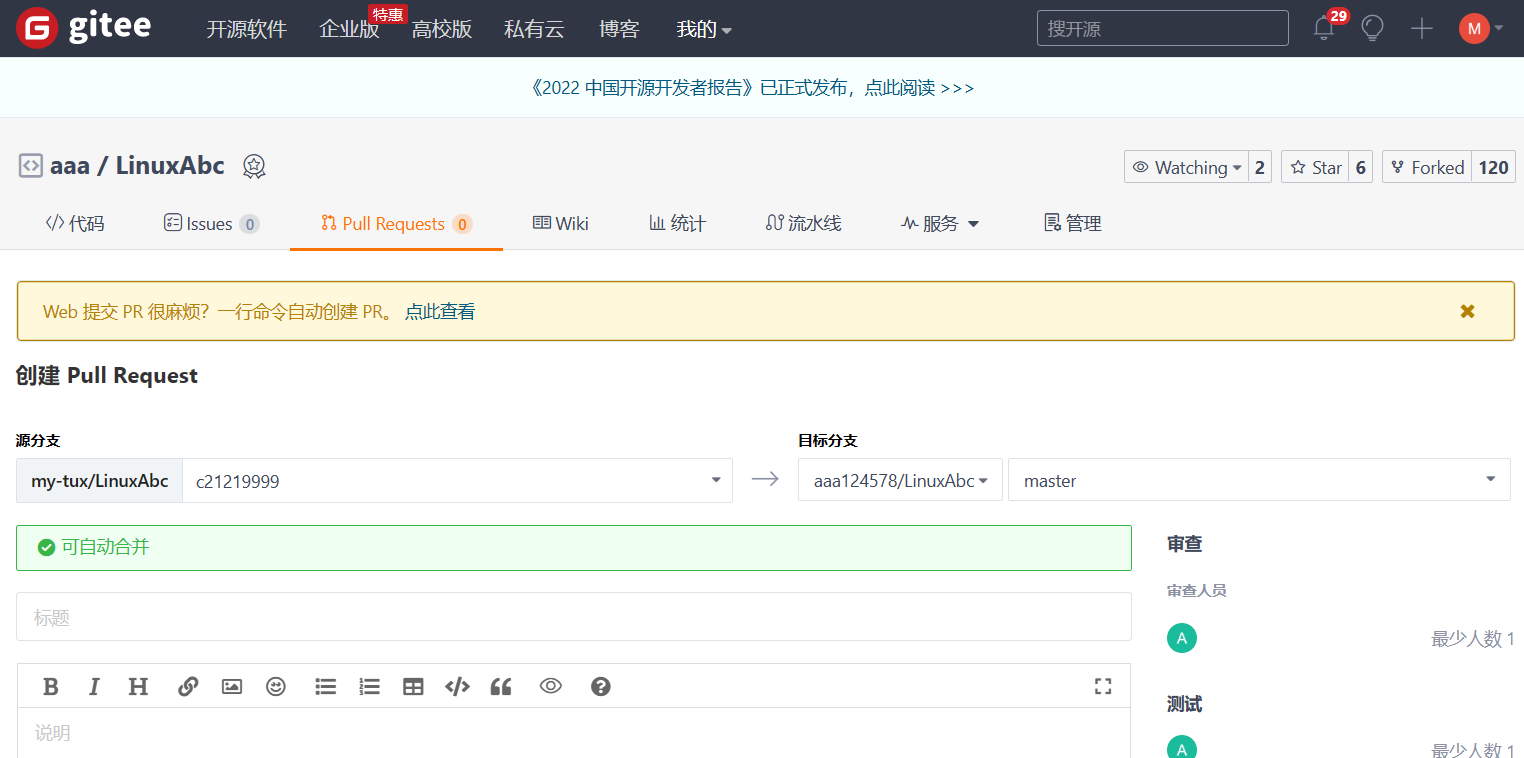 gitee 开源软件 企业版 特惠 高校版 私有云 博客 我的 搜开源 29 M
《2022 中国开源开发者报告》已正式发布，点此阅读 >>>
aaa / LinuxAbc Watching 2 Star 6 Forked 120
代码 Issues 0 Pull Requests 0 Wiki 统计 流水线 服务 管理
Web 提交 PR 很麻烦？一行命令自动创建 PR。 点此查看
创建 Pull Request
源分支 目标分支
my-tux/LinuxAbc c21219999 aaa124578/LinuxAbc master
可自动合并 审查
审查人员
标题
A 最少人数 1
B I H
测试
说明
A 最少人数 1